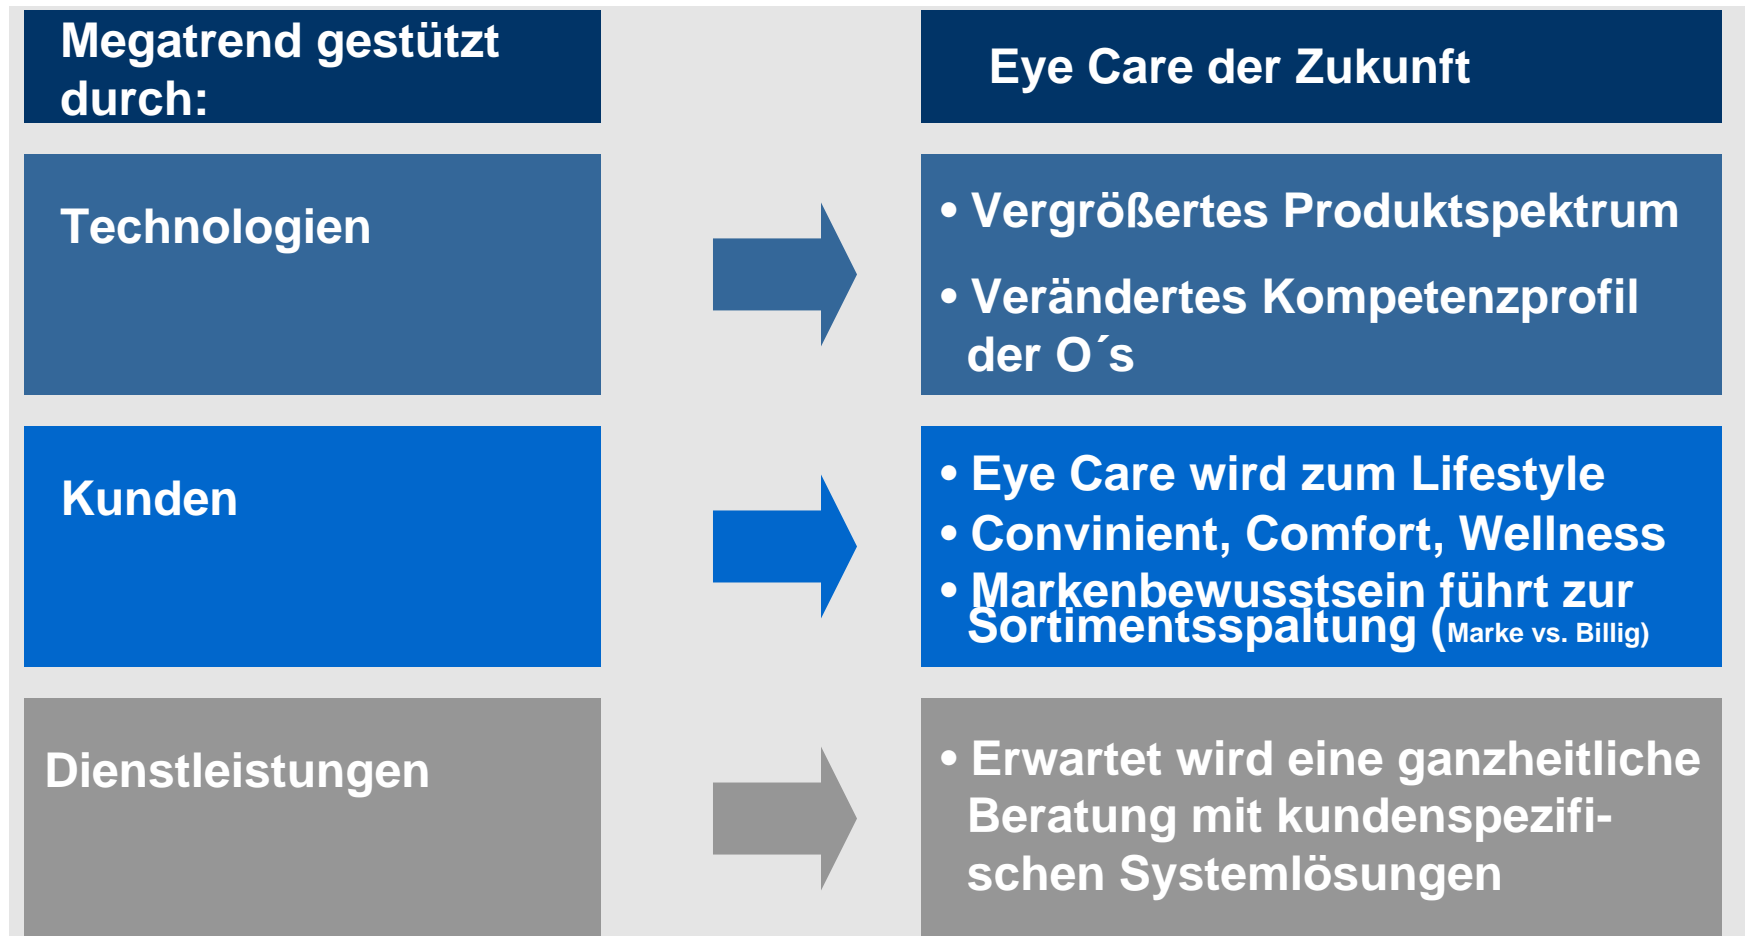 Megatrend gestützt
durch:
Eye Care der Zukunft
Technologien
• Vergrößertes Produktspektrum
• Verändertes Kompetenzprofil
der O´s
Kunden
• Eye Care wird zum Lifestyle
• Convinient, Comfort, Wellness
• Markenbewusstsein führt zur
Sortimentsspaltung (Marke vs. Billig)
Dienstleistungen
• Erwartet wird eine ganzheitliche
Beratung mit kundenspezifi-
schen Systemlösungen